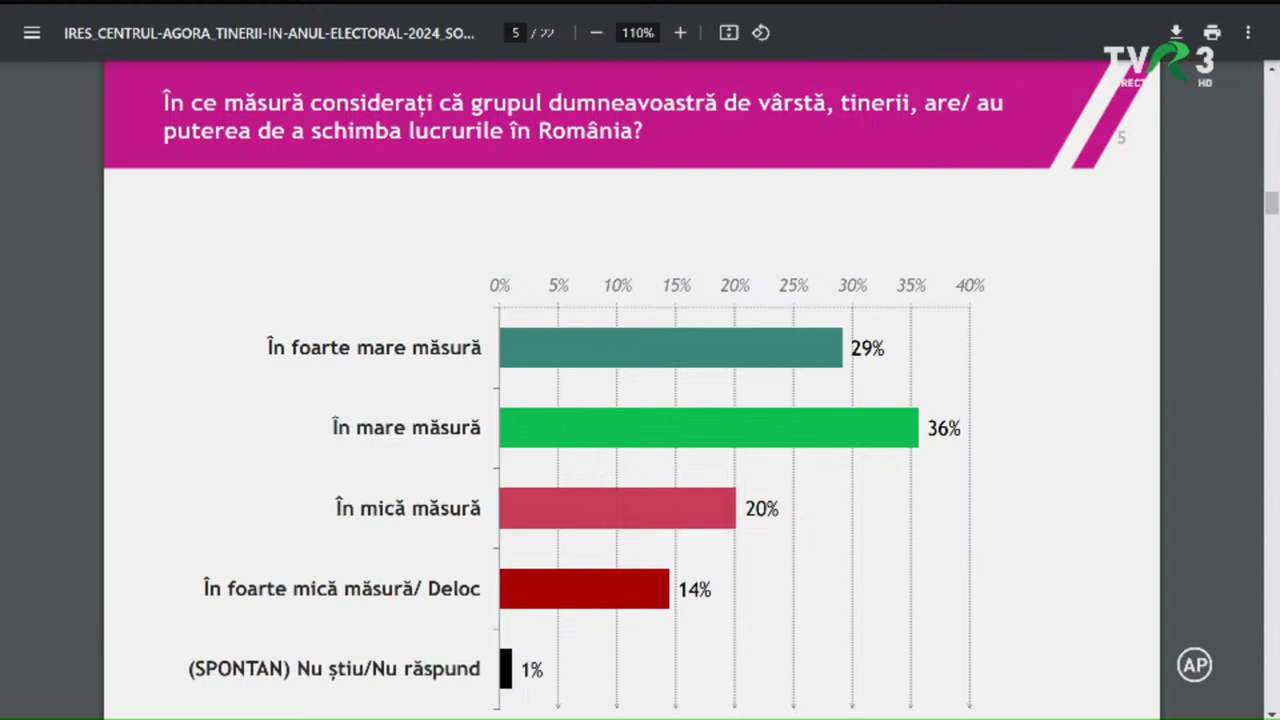 IRES_CENTRUL-AGORA_TINERII-IN-ANUL-ELECTORAL-2024_SO...
5 / 22
110%
TVR 3
DIRECT
HD
În ce măsură considerați că grupul dumneavoastră de vârstă, tinerii, are/ au
puterea de a schimba lucrurile în România?
5
0% 5% 10% 15% 20% 25% 30% 35% 40%
În foarte mare măsură 29%
În mare măsură 36%
În mică măsură 20%
În foarte mică măsură/ Deloc 14%
(SPONTAN) Nu știu/Nu răspund 1%
AP